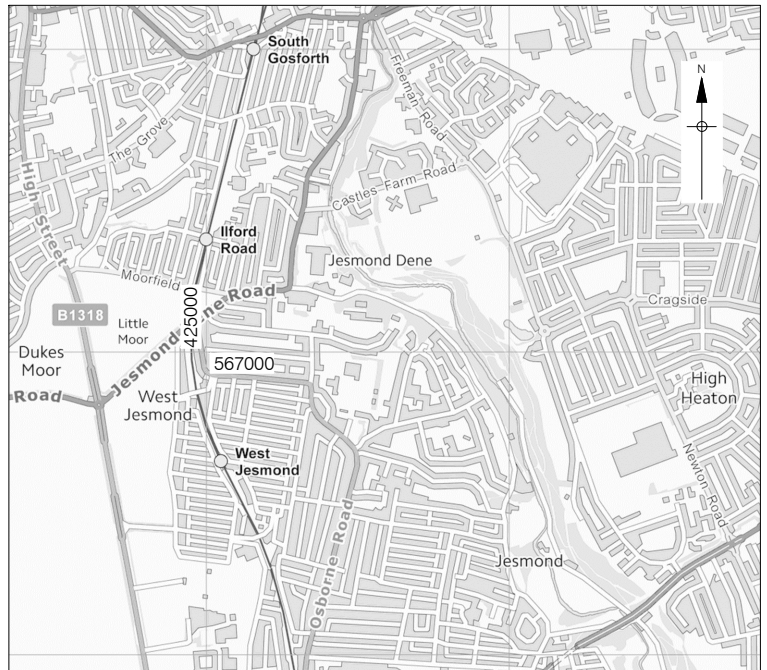 South
Gosforth
Freeman Road
N
The Grove
High Street
Castles Farm Road
Ilford
Road
Jesmond Dene
Moorfield
Jesmond Dene Road
425000
Cragside
B1318
Little
Moor
Dukes
Moor
567000
High
Heaton
Road
West
Jesmond
West
Jesmond
Newton Road
Osborne Road
Jesmond